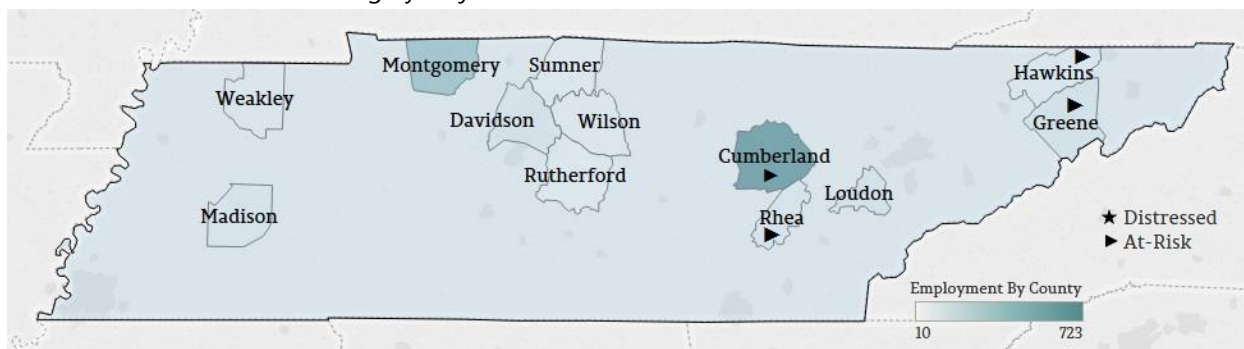 Montgomery
Sumner
Weakley
Davidson
Wilson
Hawkins
Greene
Cumberland
Rutherford
Loudon
Madison
Rhea
★ Distressed
► At-Risk
Employment By County
10 723